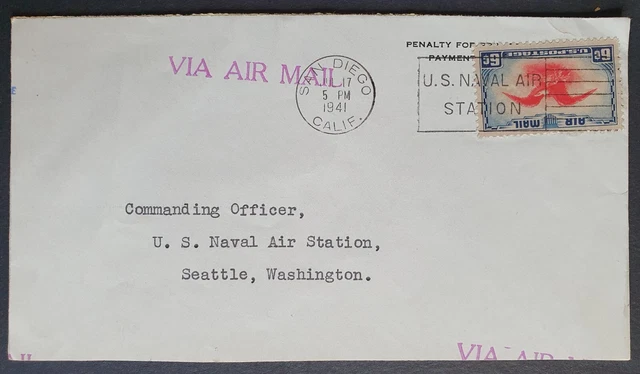 PENALTY FOR
PAYMENT
VIA AIR MAIL
SAN DIEGO
17
5 PM
1941
CALIF.
U.S. NAVAL AIR
STATION
U.S. POSTAGE
6¢ 6¢
AIR MAIL
Commanding Officer,
U. S. Naval Air Station,
Seattle, Washington.
VIA AIR